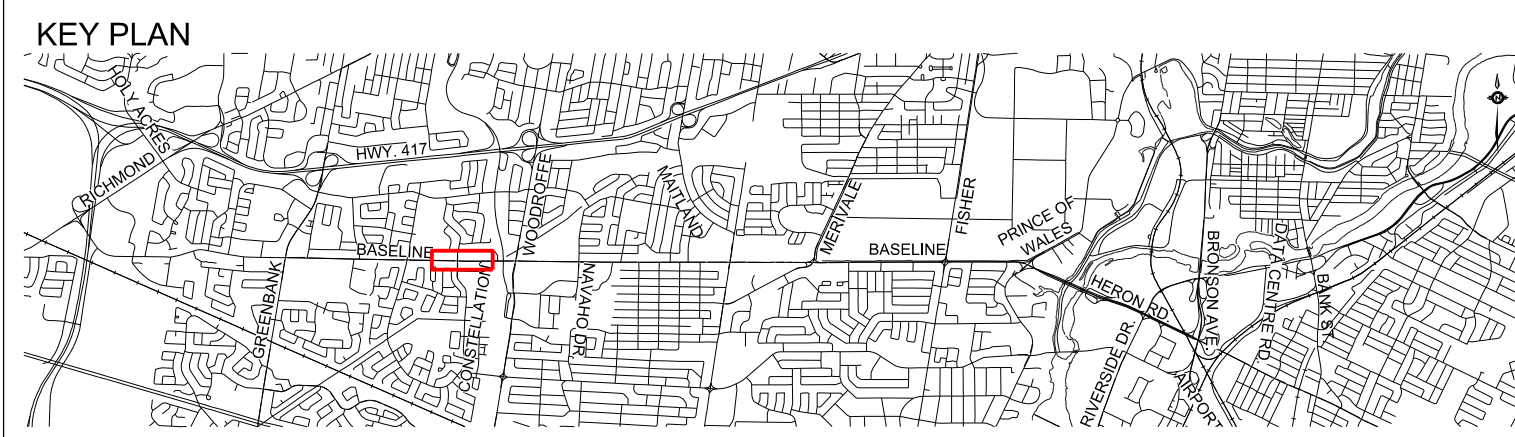 KEY PLAN
HOLY ACRES
RICHMOND
HWY. 417
GREENBANK
BASELINE
CONSTELLATION
WOODROFFE
NAVAHO DR.
MAITLAND
MERIVALE
BASELINE
FISHER
PRINCE OF
WALES
HERON RD.
RIVERSIDE DR.
AIRPORT
BRONSON AVE.
DATA CENTRE RD.
BANK ST.
N